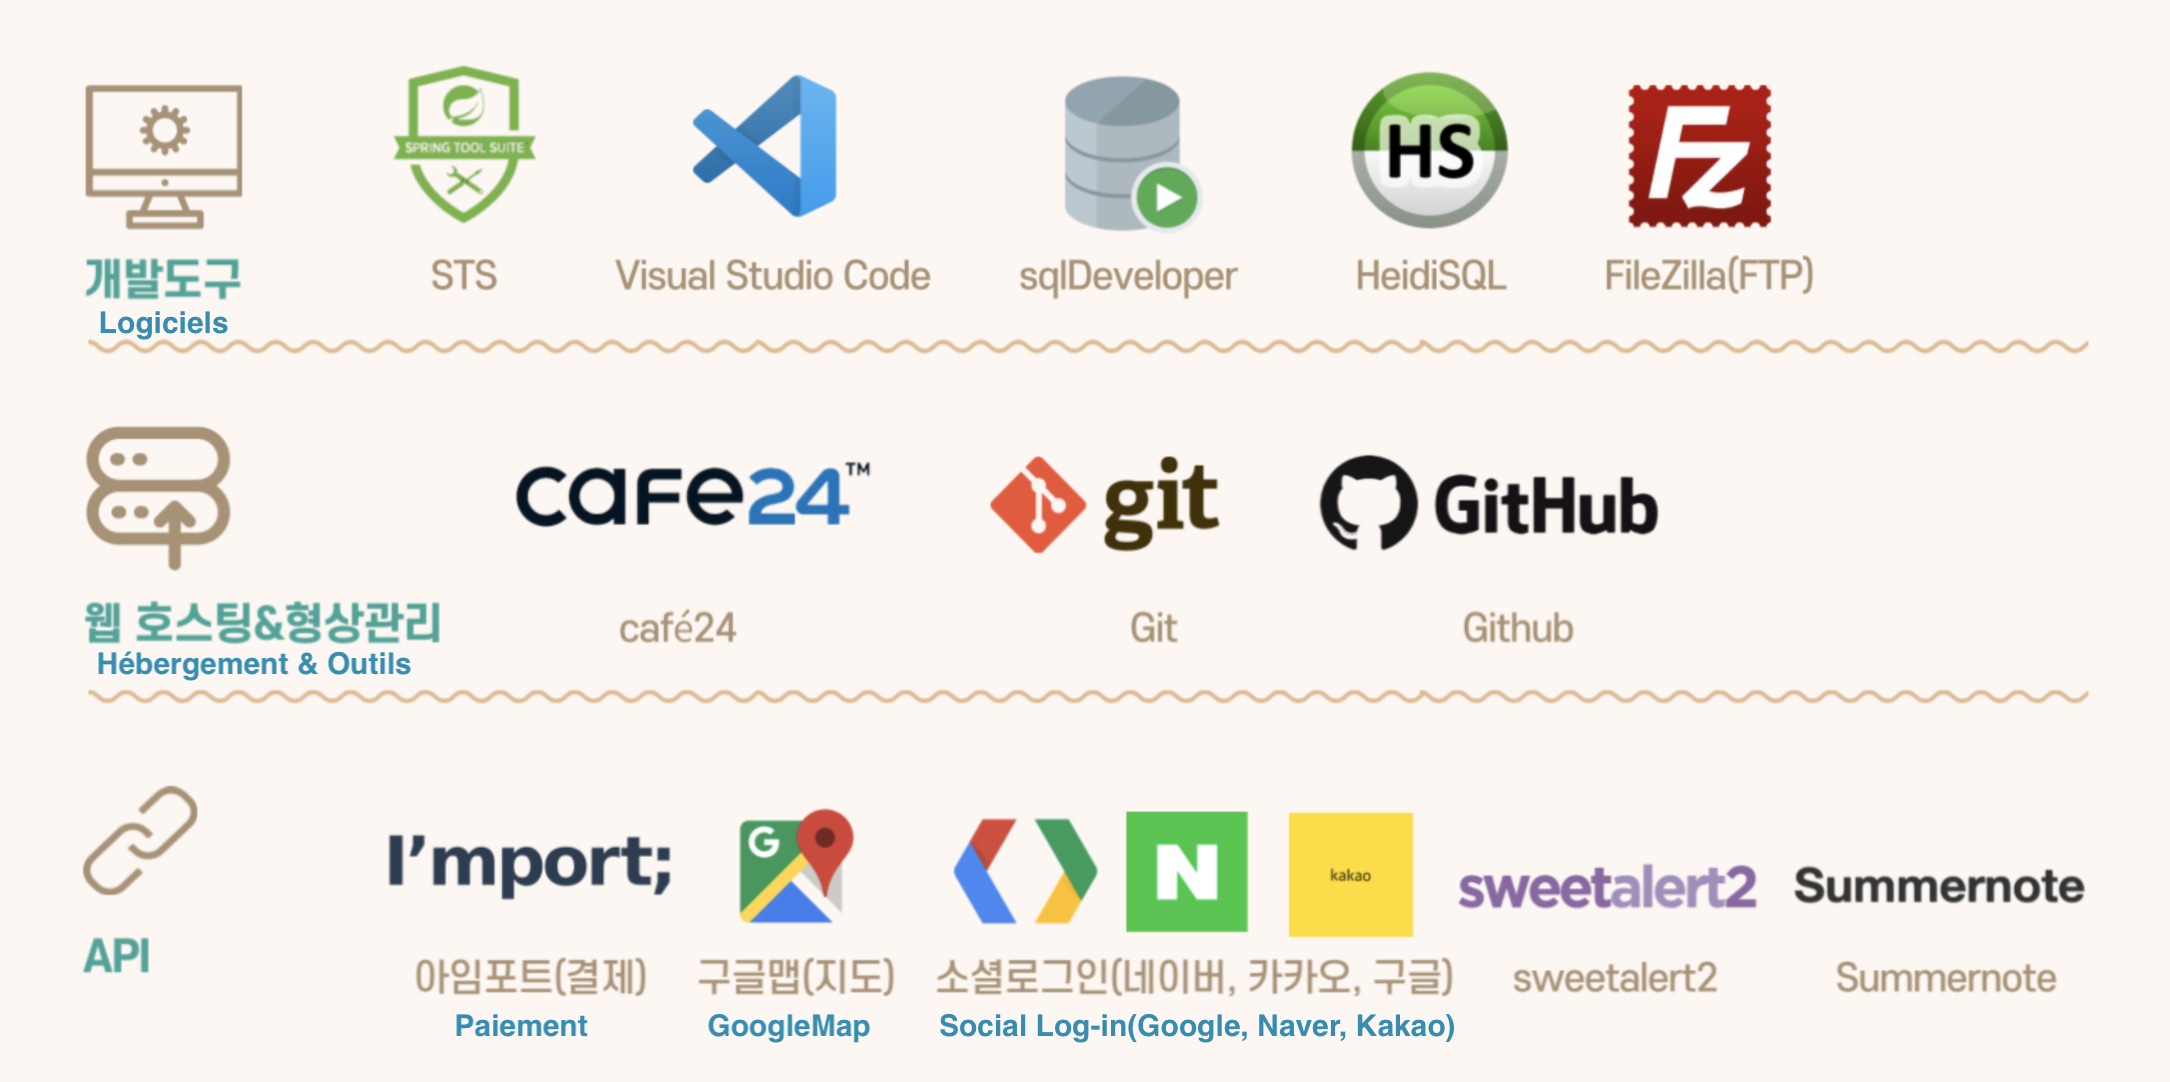 SPRING TOOL SUITE
HS
Fz
개발도구
STS
Visual Studio Code
sqlDeveloper
HeidiSQL
FileZilla(FTP)
Logiciels
cafe24™
git
GitHub
웹 호스팅&형상관리
café24
Git
Github
Hébergement & Outils
I'mport;
G
N
kakao
sweetalert2
Summernote
API
아임포트(결제)
구글맵(지도)
소셜로그인(네이버, 카카오, 구글)
sweetalert2
Summernote
Paiement
GoogleMap
Social Log-in(Google, Naver, Kakao)